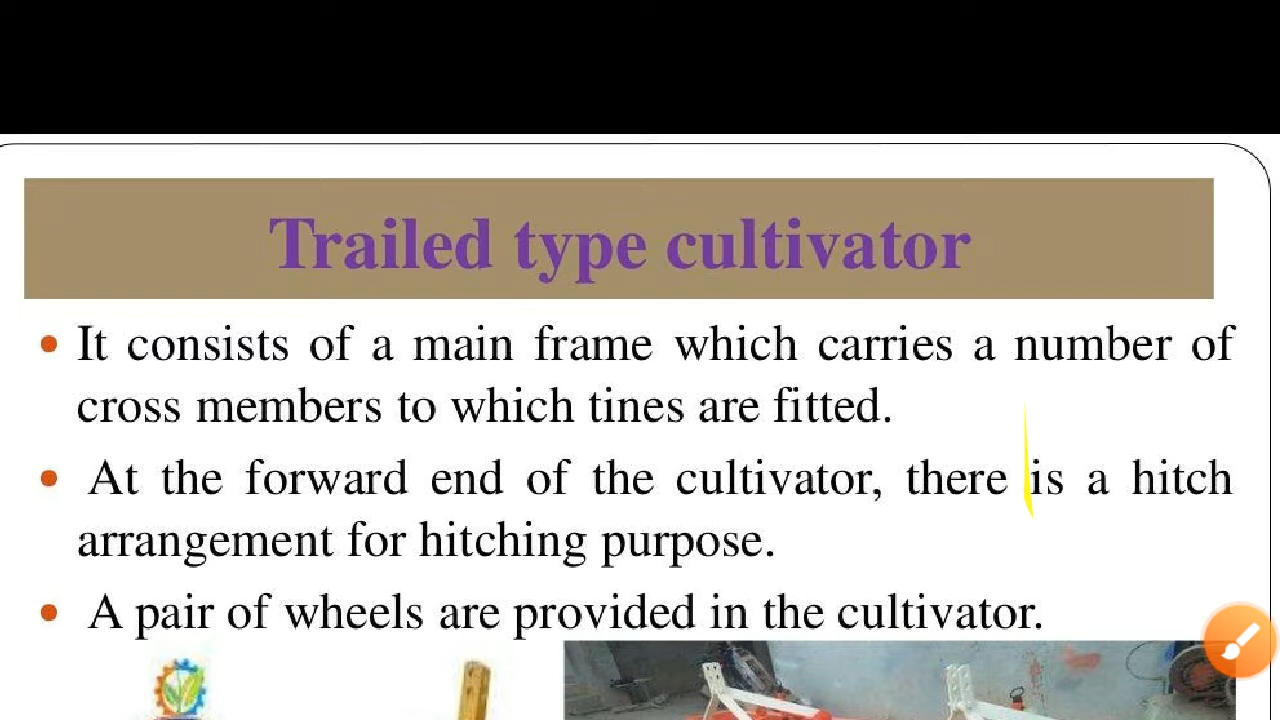 Trailed type cultivator
• It consists of a main frame which carries a number of
cross members to which tines are fitted.
• At the forward end of the cultivator, there is a hitch
arrangement for hitching purpose.
• A pair of wheels are provided in the cultivator.